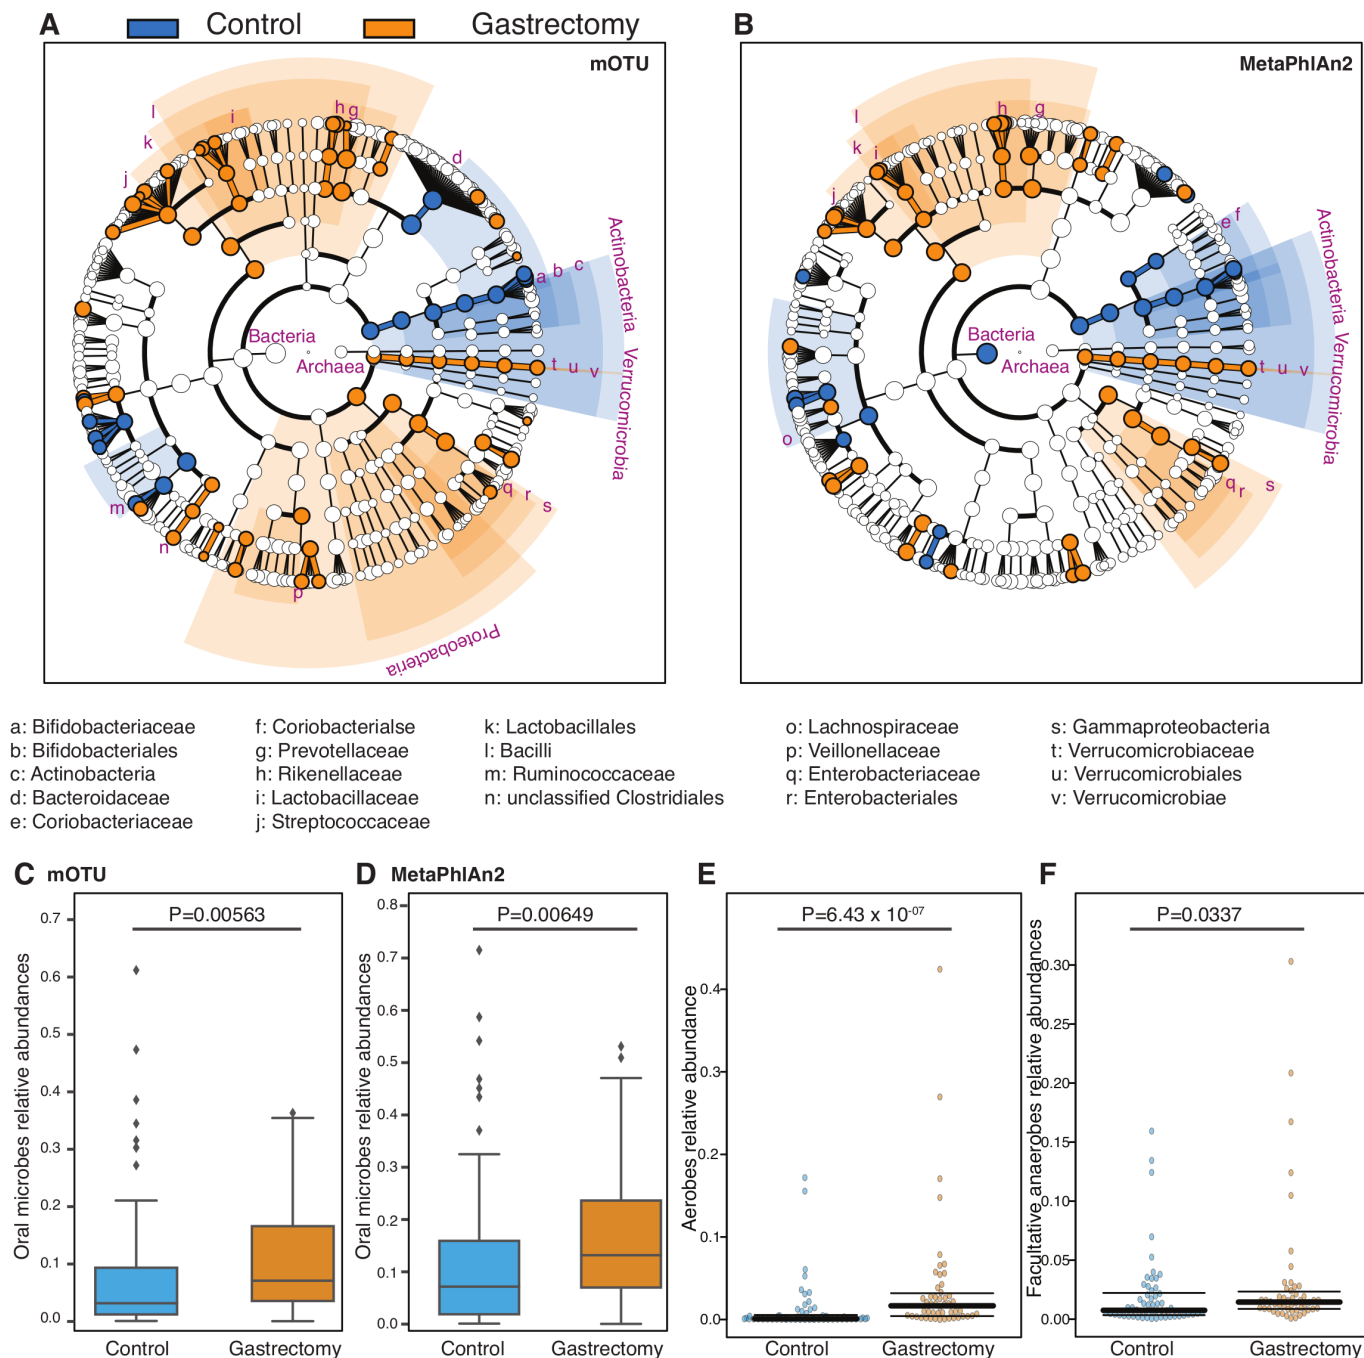 A Control Gastrectomy B
mOTU
MetaPhlAn2
l
k
j
i
h g
d
a b c
Actinobacteria
Verrucomicrobia
Bacteria
Archaea
t u v
q r s
m
n
p
Proteobacteria
l
k
i
j
h
g
e f
Actinobacteria
Verrucomicrobia
Bacteria
Archaea
t u v
o
q r s
a: Bifidobacteriaceae
b: Bifidobacteriales
c: Actinobacteria
d: Bacteroidaceae
e: Coriobacteriaceae
f: Coriobacterialse
g: Prevotellaceae
h: Rikenellaceae
i: Lactobacillaceae
j: Streptococcaceae
k: Lactobacillales
l: Bacilli
m: Ruminococcaceae
n: unclassified Clostridiales
o: Lachnospiraceae
p: Veillonellaceae
q: Enterobacteriaceae
r: Enterobacteriales
s: Gammaproteobacteria
t: Verrucomicrobiaceae
u: Verrucomicrobiales
v: Verrucomicrobiae
C mOTU
P=0.00563
Oral microbes relative abundances
0.7
0.6
0.5
0.4
0.3
0.2
0.1
0.0
Control Gastrectomy
D MetaPhlAn2
P=0.00649
Oral microbes relative abundances
0.8
0.7
0.6
0.5
0.4
0.3
0.2
0.1
0.0
Control Gastrectomy
E
P=6.43 x 10⁻⁰⁷
Aerobes relative abundance
0.4
0.3
0.2
0.1
0.0
Control Gastrectomy
F
P=0.0337
Facultative anaerobes relative abundances
0.30
0.25
0.20
0.15
0.10
0.05
0.00
Control Gastrectomy